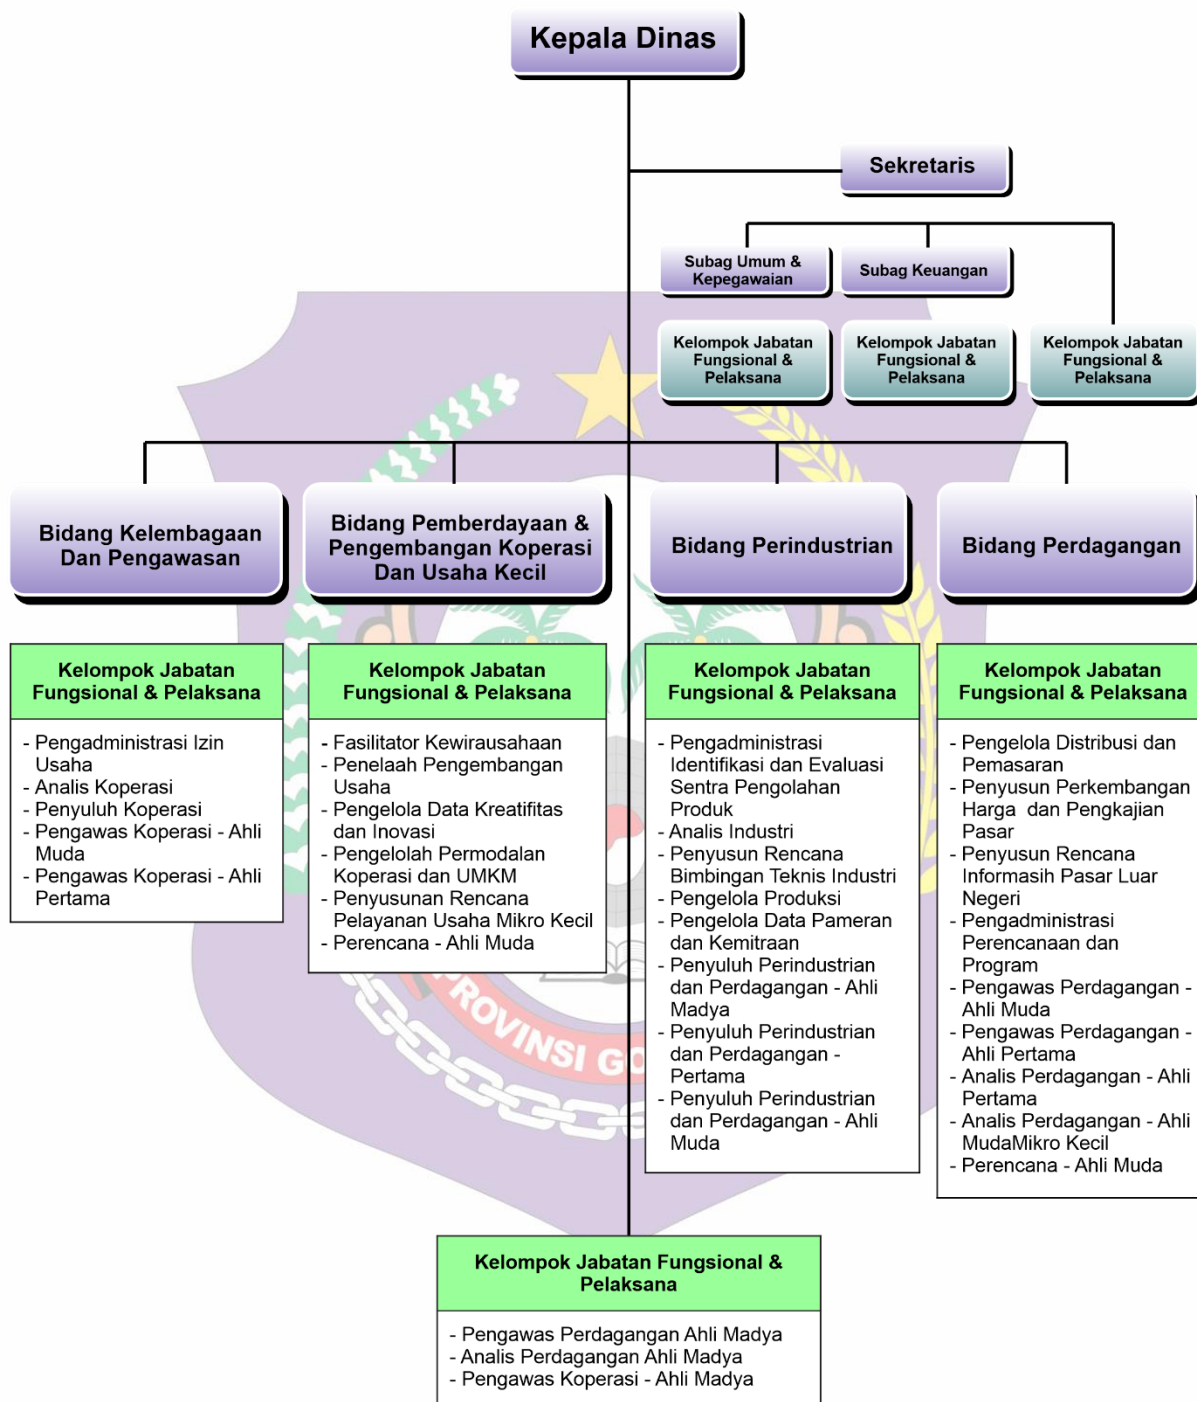 Kepala Dinas
Sekretaris
Subag Umum &
Kepegawaian
Subag Keuangan
Kelompok Jabatan
Fungsional &
Pelaksana
Kelompok Jabatan
Fungsional &
Pelaksana
Kelompok Jabatan
Fungsional &
Pelaksana
Bidang Kelembagaan
Dan Pengawasan
Bidang Pemberdayaan &
Pengembangan Koperasi
Dan Usaha Kecil
Bidang Perindustrian
Bidang Perdagangan
Kelompok Jabatan
Fungsional & Pelaksana
- Pengadministrasi Izin
Usaha
- Analis Koperasi
- Penyuluh Koperasi
- Pengawas Koperasi - Ahli
Muda
- Pengawas Koperasi - Ahli
Pertama
Kelompok Jabatan
Fungsional & Pelaksana
- Fasilitator Kewirausahaan
- Penelaah Pengembangan
Usaha
- Pengelola Data Kreatifitas
dan Inovasi
- Pengelolah Permodalan
Koperasi dan UMKM
- Penyusunan Rencana
Pelayanan Usaha Mikro Kecil
- Perencana - Ahli Muda
Kelompok Jabatan
Fungsional & Pelaksana
- Pengadministrasi
Identifikasi dan Evaluasi
Sentra Pengolahan
Produk
- Analis Industri
- Penyusun Rencana
Bimbingan Teknis Industri
- Pengelola Produksi
- Pengelola Data Pameran
dan Kemitraan
- Penyuluh Perindustrian
dan Perdagangan - Ahli
Madya
- Penyuluh Perindustrian
dan Perdagangan -
Pertama
- Penyuluh Perindustrian
dan Perdagangan - Ahli
Muda
Kelompok Jabatan
Fungsional & Pelaksana
- Pengelola Distribusi dan
Pemasaran
- Penyusun Perkembangan
Harga dan Pengkajian
Pasar
- Penyusun Rencana
Informasih Pasar Luar
Negeri
- Pengadministrasi
Perencanaan dan
Program
- Pengawas Perdagangan -
Ahli Muda
- Pengawas Perdagangan -
Ahli Pertama
- Analis Perdagangan - Ahli
Pertama
- Analis Perdagangan - Ahli
MudaMikro Kecil
- Perencana - Ahli Muda
PROVINSI GO
Kelompok Jabatan Fungsional &
Pelaksana
- Pengawas Perdagangan Ahli Madya
- Analis Perdagangan Ahli Madya
- Pengawas Koperasi - Ahli Madya